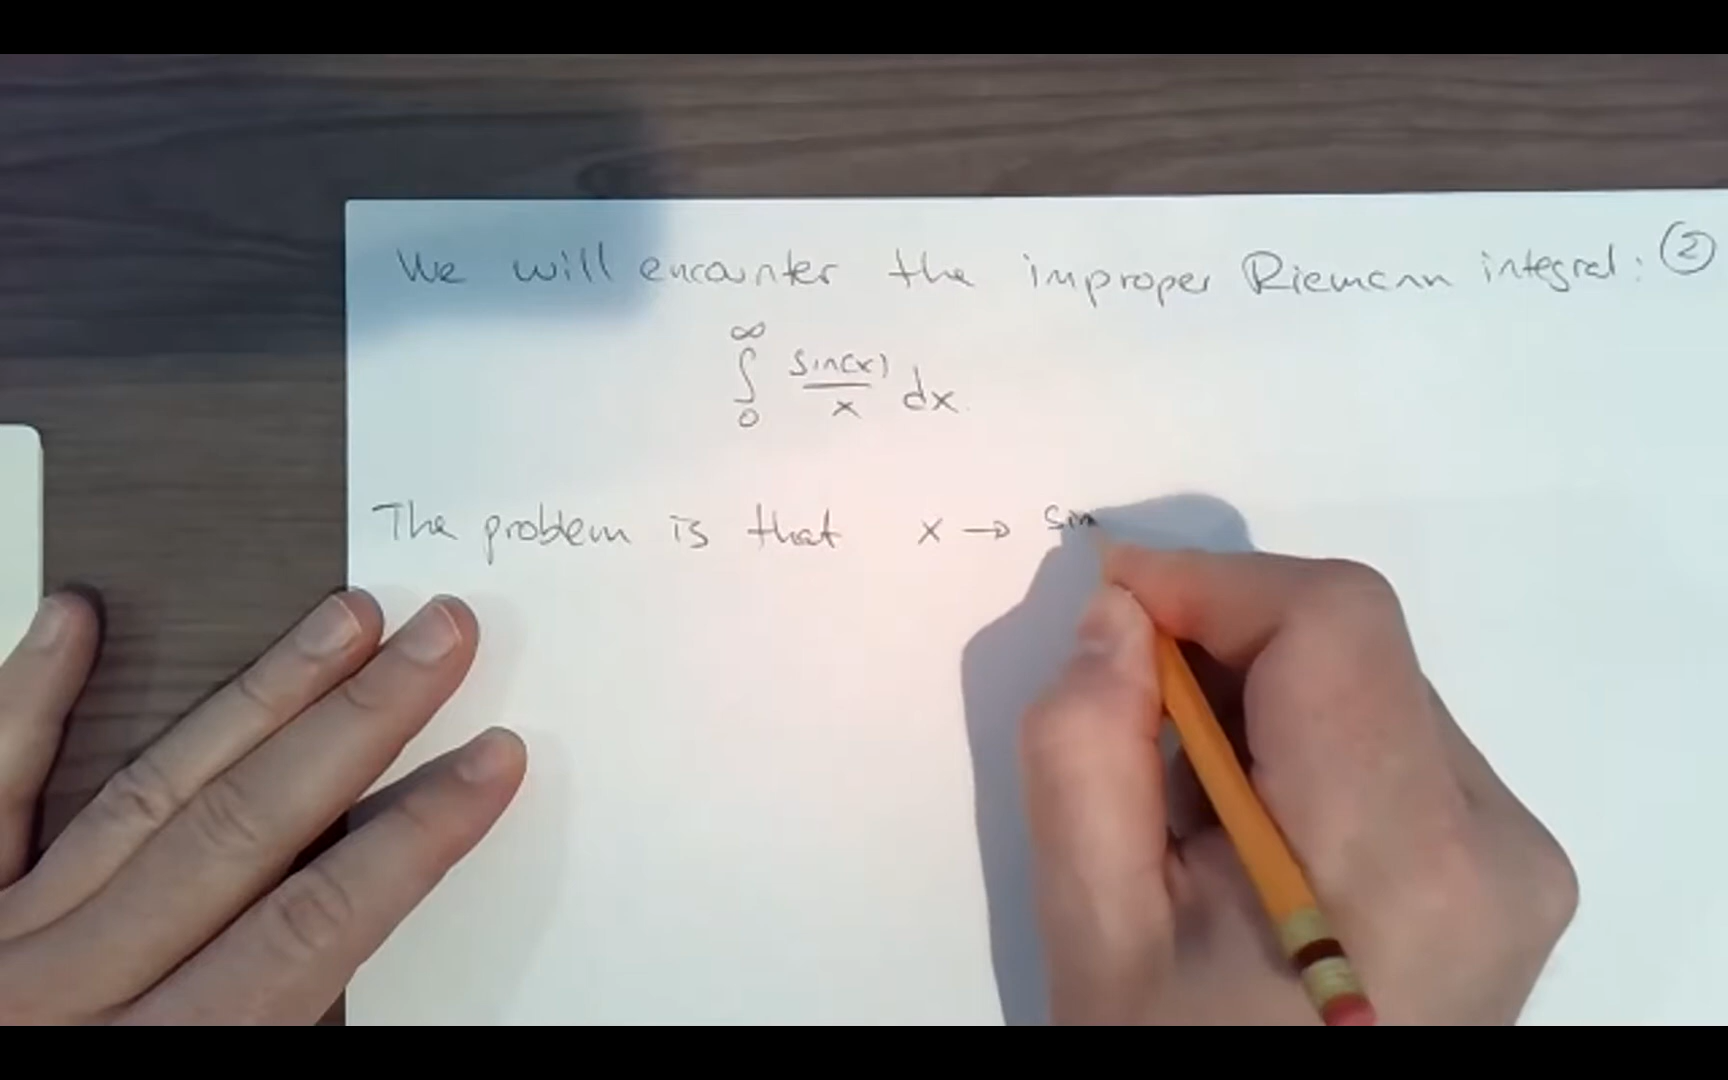 We will encounter the improper Riemann integral: ②
∫₀^∞ sin(x)/x dx.
The problem is that x → sin